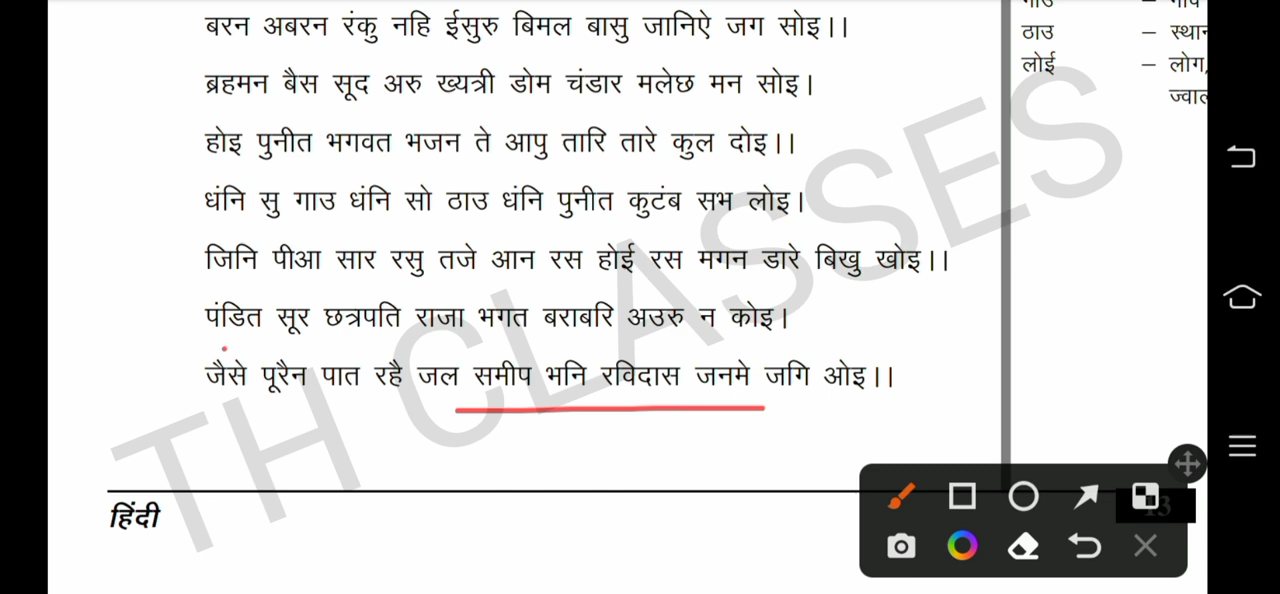 बरन अबरन रंकु नहि ईसुरु बिमल बासु जानिऐ जग सोइ।।
ब्रहमन बैस सूद अरु ख्यत्री डोम चंडार मलेछ मन सोइ।
होइ पुनीत भगवत भजन ते आपु तारि तारे कुल दोइ।।
धंनि सु गाउ धंनि सो ठाउ धंनि पुनीत कुटंब सभ लोइ।
जिनि पीआ सार रसु तजे आन रस होई रस मगन डारे बिखु खोइ।।
पंडित सूर छत्रपति राजा भगत बराबरि अउरु न कोइ।
जैसे पूरैन पात रहै जल समीप भनि रविदास जनमे जगि ओइ।।
ठाउ – स्थान
लोई – लोग,
TH CLASSES
हिंदी
13